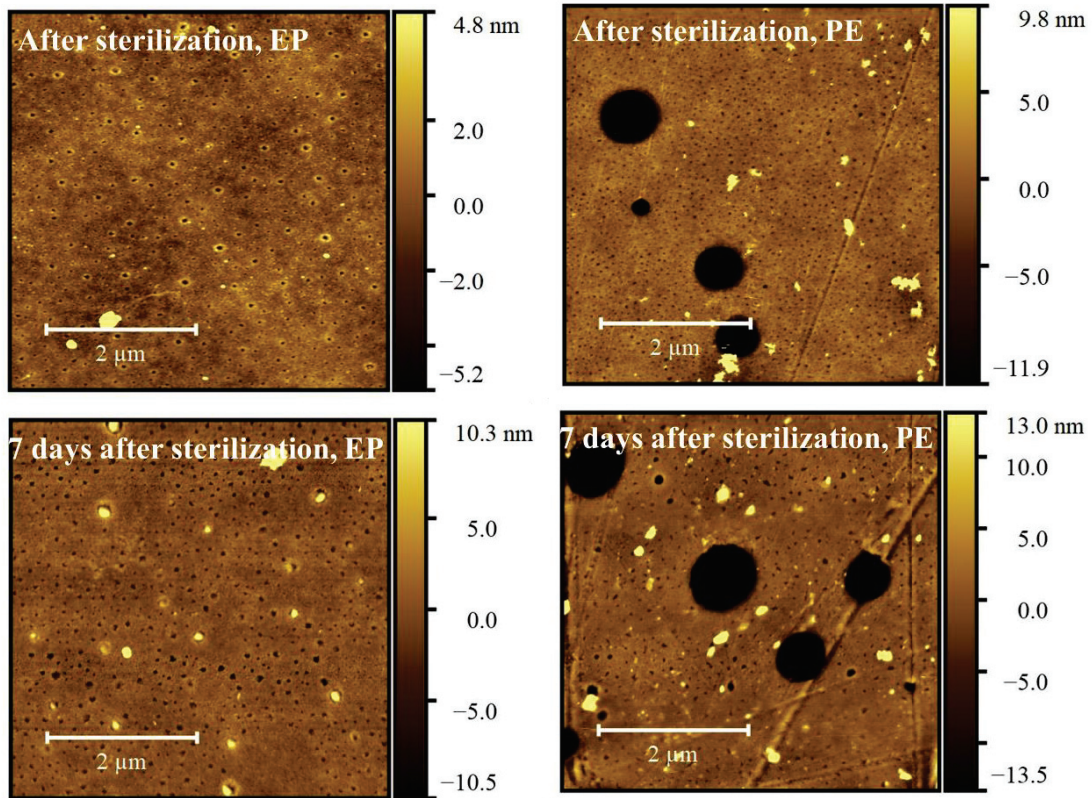 After sterilization, EP
4.8 nm
2.0
0.0
−2.0
−5.2
2 µm
After sterilization, PE
9.8 nm
5.0
0.0
−5.0
−11.9
2 µm
7 days after sterilization, EP
10.3 nm
5.0
0.0
−5.0
−10.5
2 µm
7 days after sterilization, PE
13.0 nm
10.0
5.0
0.0
−5.0
−13.5
2 µm